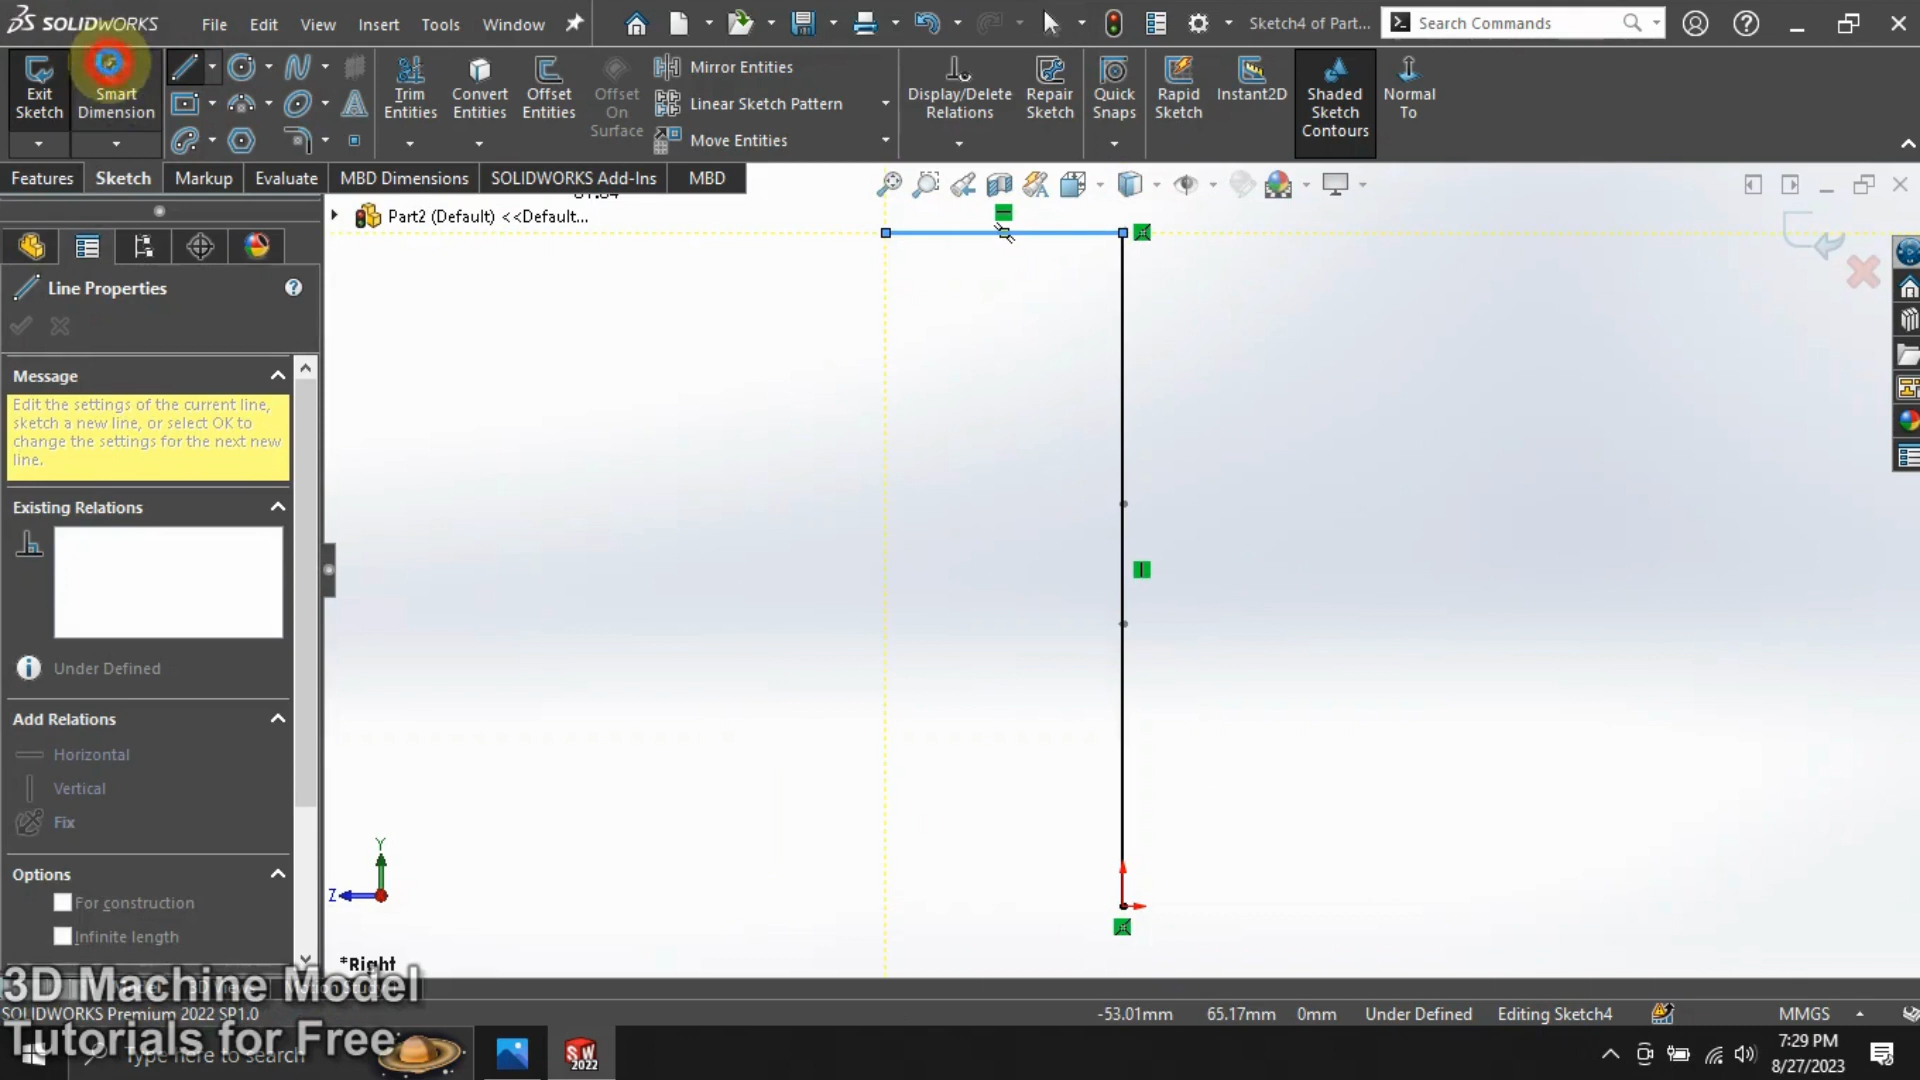 SOLIDWORKS File Edit View Insert Tools Window Sketch4 of Part... Search Commands
Exit Sketch
Smart Dimension
Trim Entities
Convert Entities
Offset Entities
Offset On Surface
Mirror Entities
Linear Sketch Pattern
Move Entities
Display/Delete Relations
Repair Sketch
Quick Snaps
Rapid Sketch
Instant2D
Shaded Sketch Contours
Normal To
Features Sketch Markup Evaluate MBD Dimensions SOLIDWORKS Add-Ins MBD
Part2 (Default) <<Default...
Line Properties
Message
Edit the settings of the current line,
sketch a new line, or select OK to
change the settings for the next new
line.
Existing Relations
Under Defined
Add Relations
Horizontal
Vertical
Fix
Options
For construction
Infinite length
Y
Z
*Right
3D Machine Model
Tutorials for Free
SOLIDWORKS Premium 2022 SP1.0
-53.01mm 65.17mm 0mm Under Defined Editing Sketch4 MMGS
Type here to search
SW
2022
7:29 PM
8/27/2023